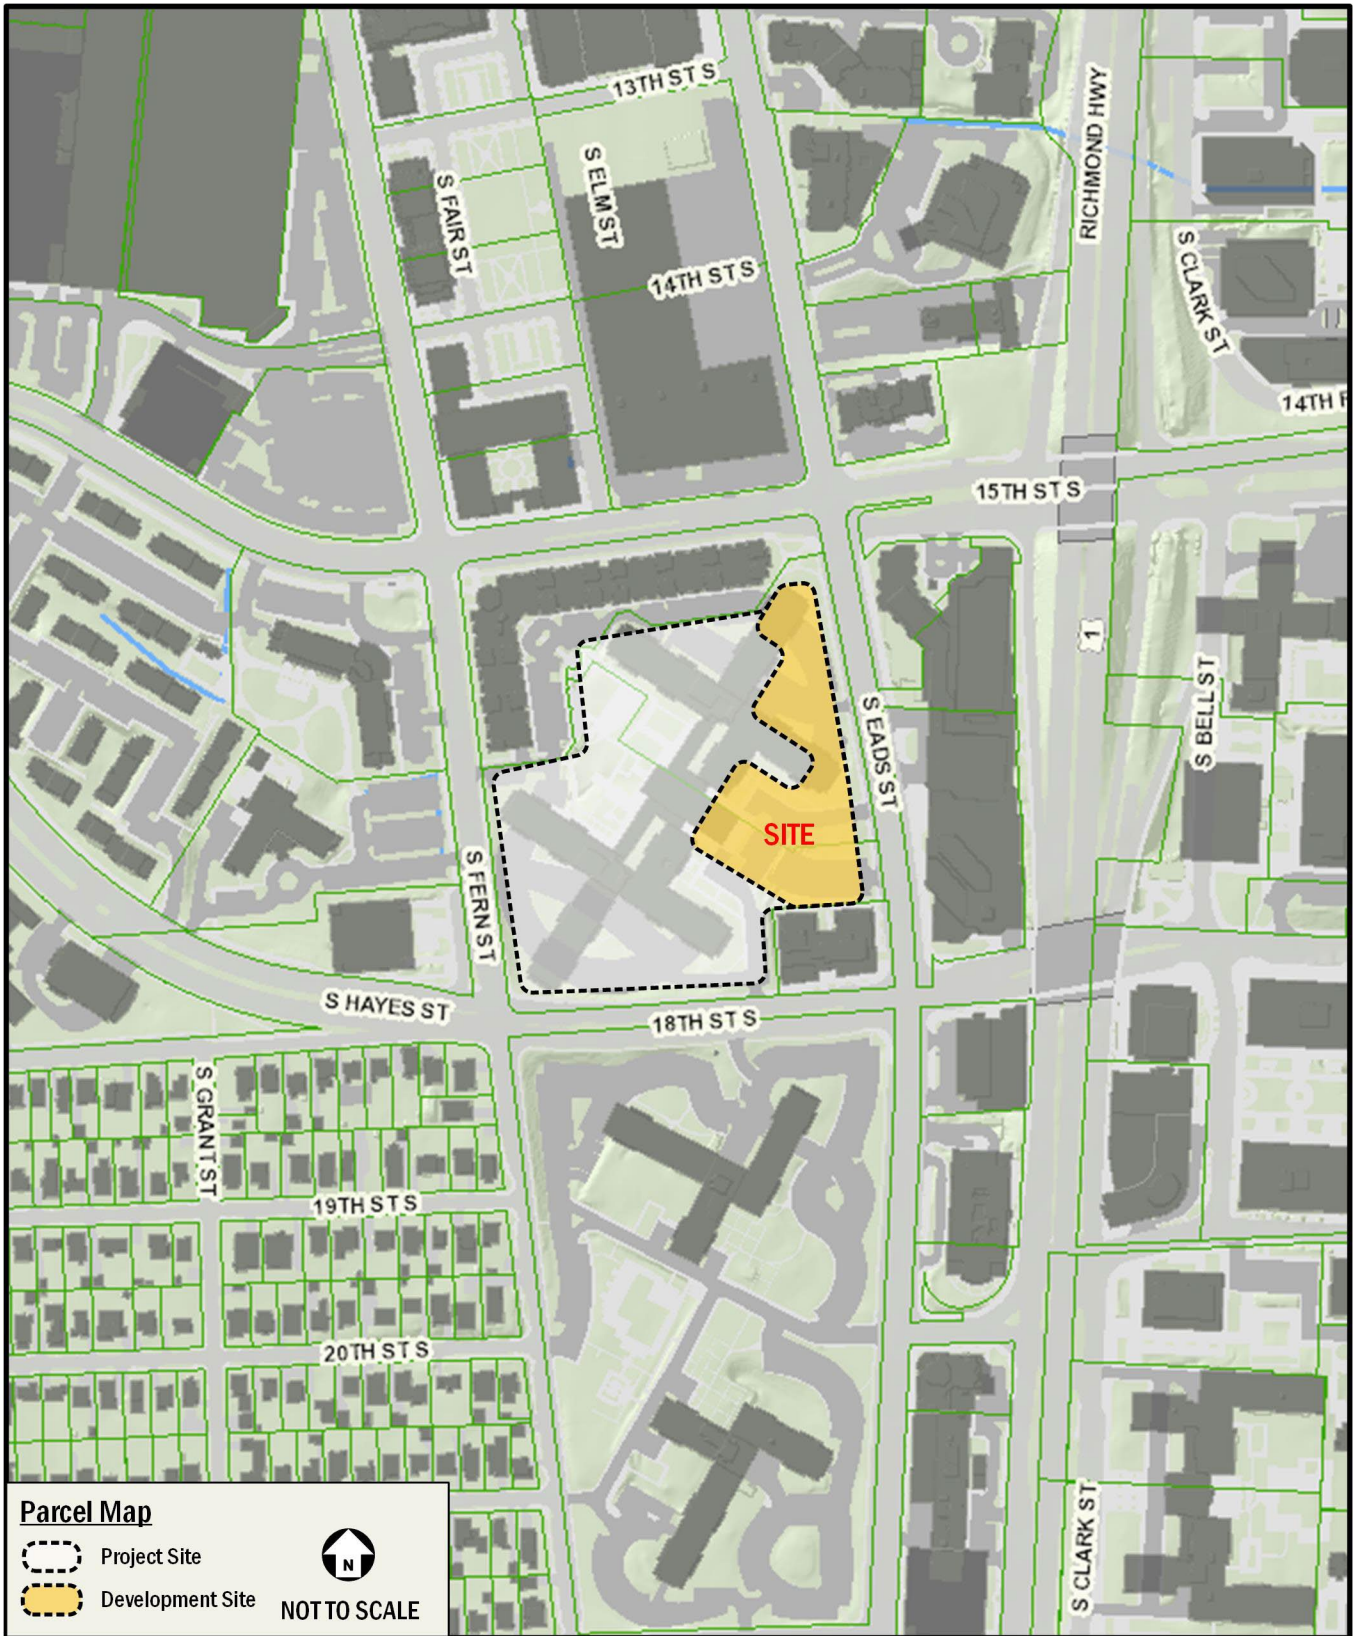 13TH ST S
RICHMOND HWY
S ELM ST
S FAIR ST
S CLARK ST
14TH ST S
15TH ST S
1
S BELL ST
S EADS ST
SITE
S FERN ST
S HAYES ST
18TH ST S
S GRANT ST
19TH ST S
20TH ST S
S CLARK ST
Parcel Map
Project Site
Development Site
N
NOT TO SCALE